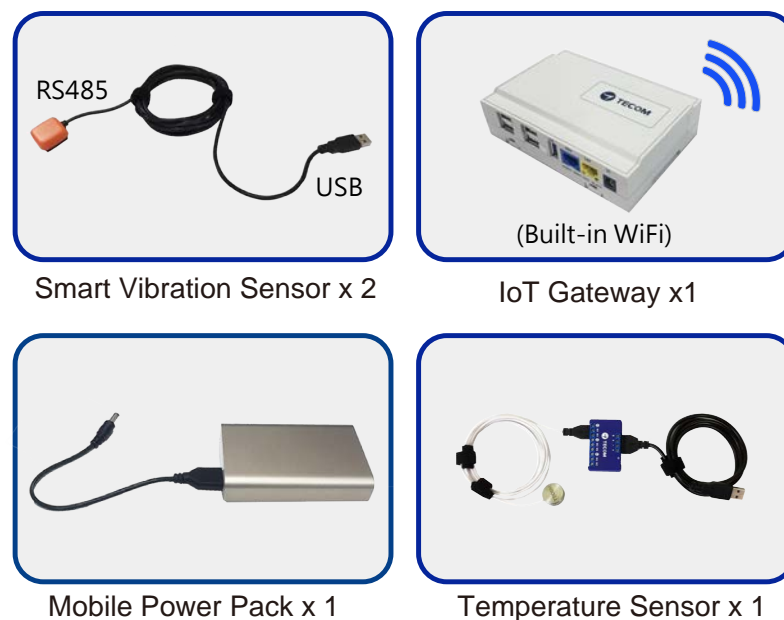 RS485
USB
Smart Vibration Sensor x 2
TECOM
(Built-in WiFi)
IoT Gateway x1
Mobile Power Pack x 1
TECOM
Temperature Sensor x 1